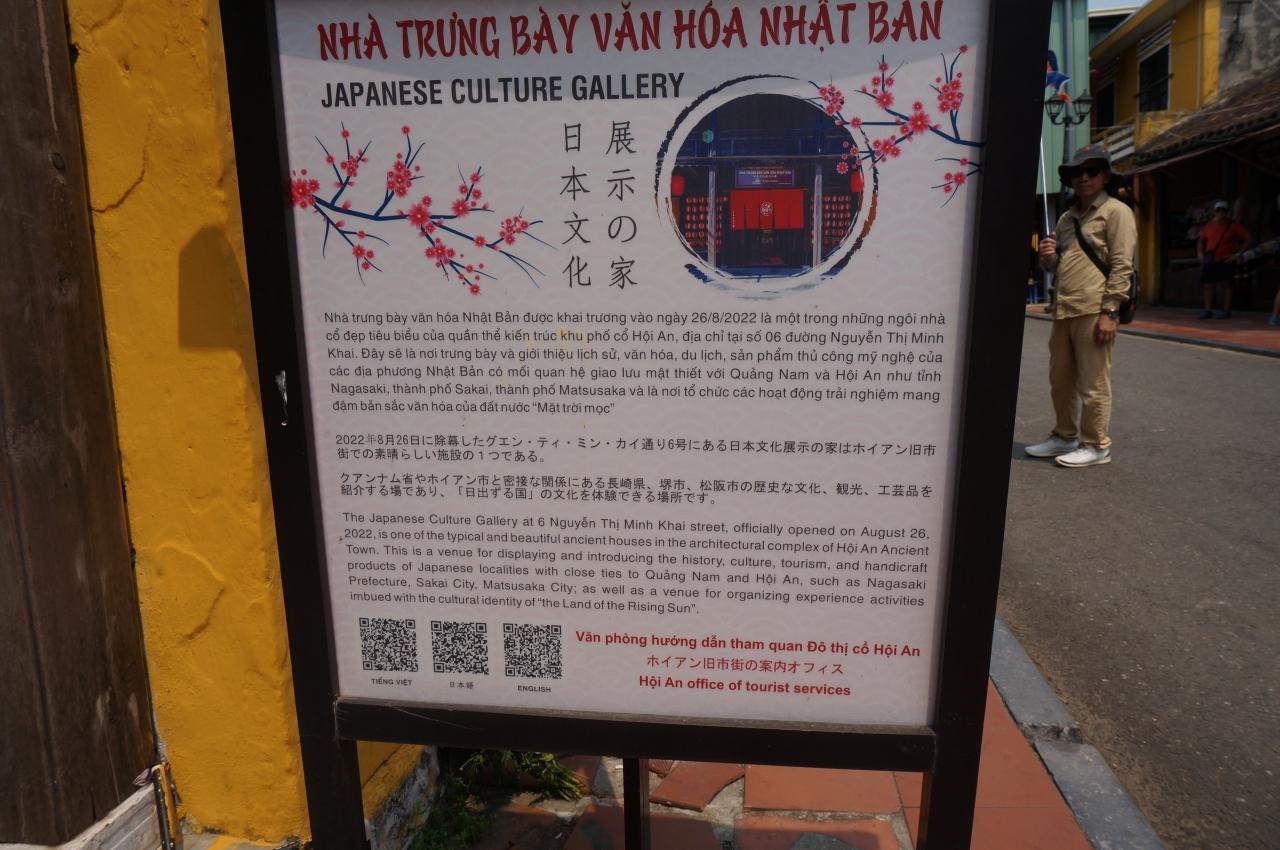 NHÀ TRƯNG BÀY VĂN HÓA NHẬT BẢN
JAPANESE CULTURE GALLERY
日本文化
展示の家
Nhà trưng bày văn hóa Nhật Bản được khai trương vào ngày 26/8/2022 là một trong những ngôi nhà
cổ đẹp tiêu biểu của quần thể kiến trúc khu phố cổ Hội An, địa chỉ tại số 06 đường Nguyễn Thị Minh
Khai. Đây sẽ là nơi trưng bày và giới thiệu lịch sử, văn hóa, du lịch, sản phẩm thủ công mỹ nghệ của
các địa phương Nhật Bản có mối quan hệ giao lưu mật thiết với Quảng Nam và Hội An như tỉnh
Nagasaki, thành phố Sakai, thành phố Matsusaka và là nơi tổ chức các hoạt động trải nghiệm mang
đậm bản sắc văn hóa của đất nước "Mặt trời mọc"
2022年8月26日に除幕したグエン・ティ・ミン・カイ通り6号にある日本文化展示の家はホイアン旧市
街での素晴らしい施設の１つである。
クアンナム省やホイアン市と密接な関係にある長崎県、堺市、松阪市の歴史な文化、観光、工芸品を
紹介する場であり、「日出ずる国」の文化を体験できる場所です。
The Japanese Culture Gallery at 6 Nguyễn Thị Minh Khai street, officially opened on August 26,
2022, is one of the typical and beautiful ancient houses in the architectural complex of Hội An Ancient
Town. This is a venue for displaying and introducing the history, culture, tourism, and handicraft
products of Japanese localities with close ties to Quảng Nam and Hội An, such as Nagasaki
Prefecture, Sakai City, Matsusaka City; as well as a venue for organizing experience activities
imbued with the cultural identity of "the Land of the Rising Sun".
TIẾNG VIỆT
日本語
ENGLISH
Văn phòng hướng dẫn tham quan Đô thị cổ Hội An
ホイアン旧市街の案内オフィス
Hội An office of tourist services